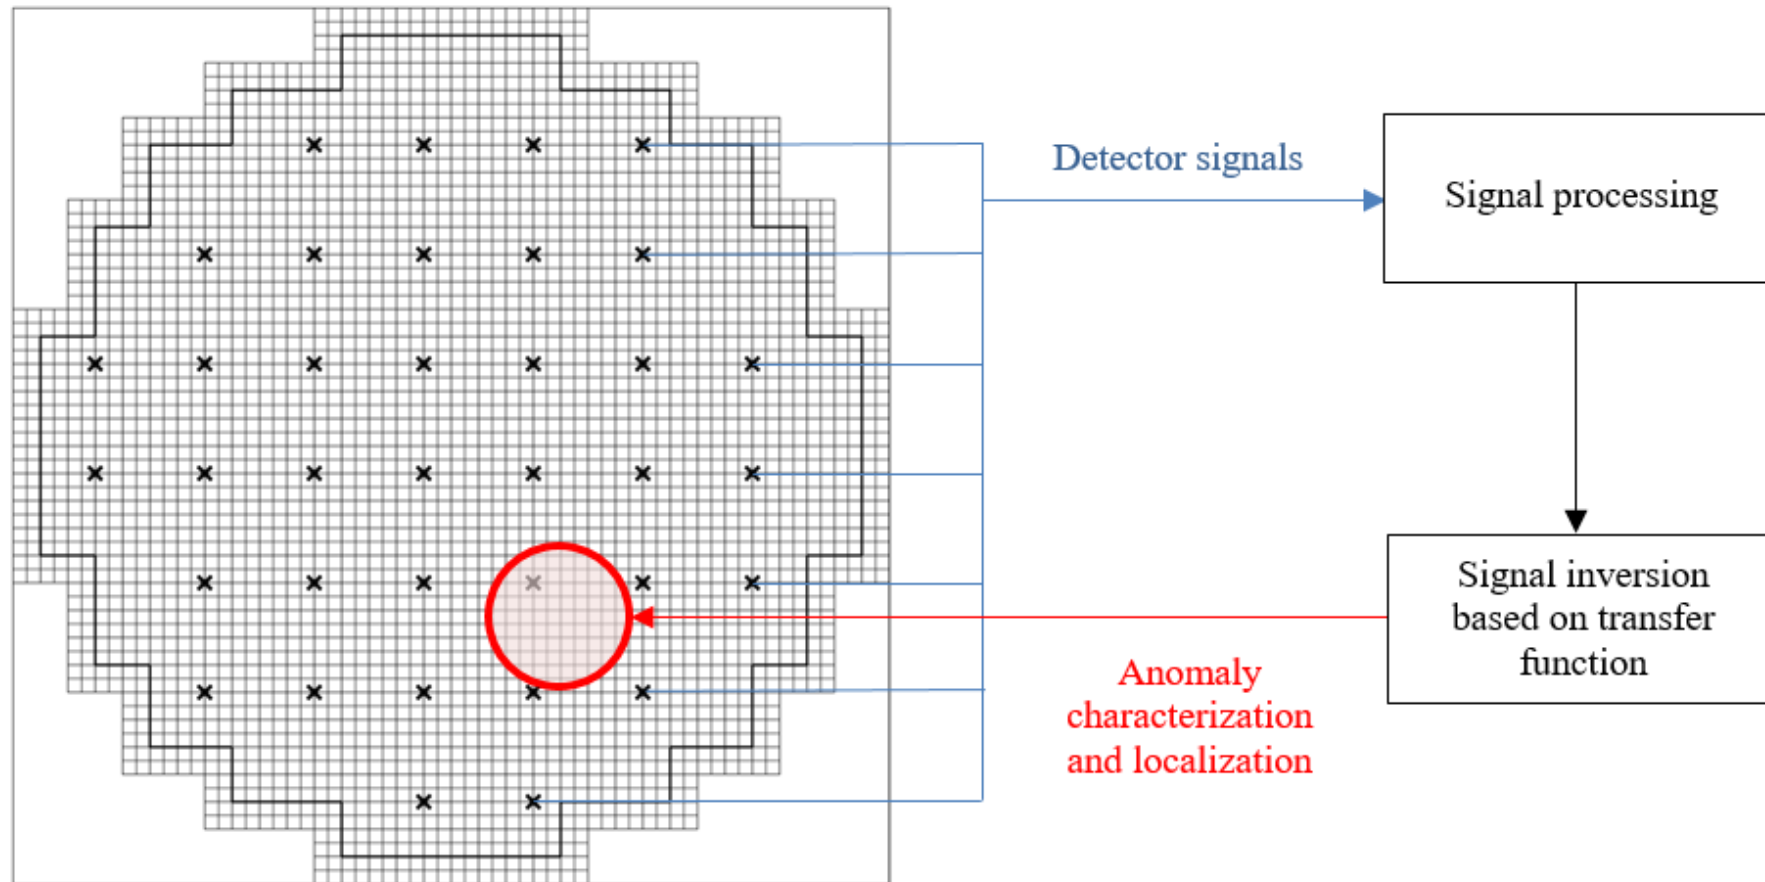 Detector signals
Signal processing
Signal inversion
based on transfer
function
Anomaly
characterization
and localization